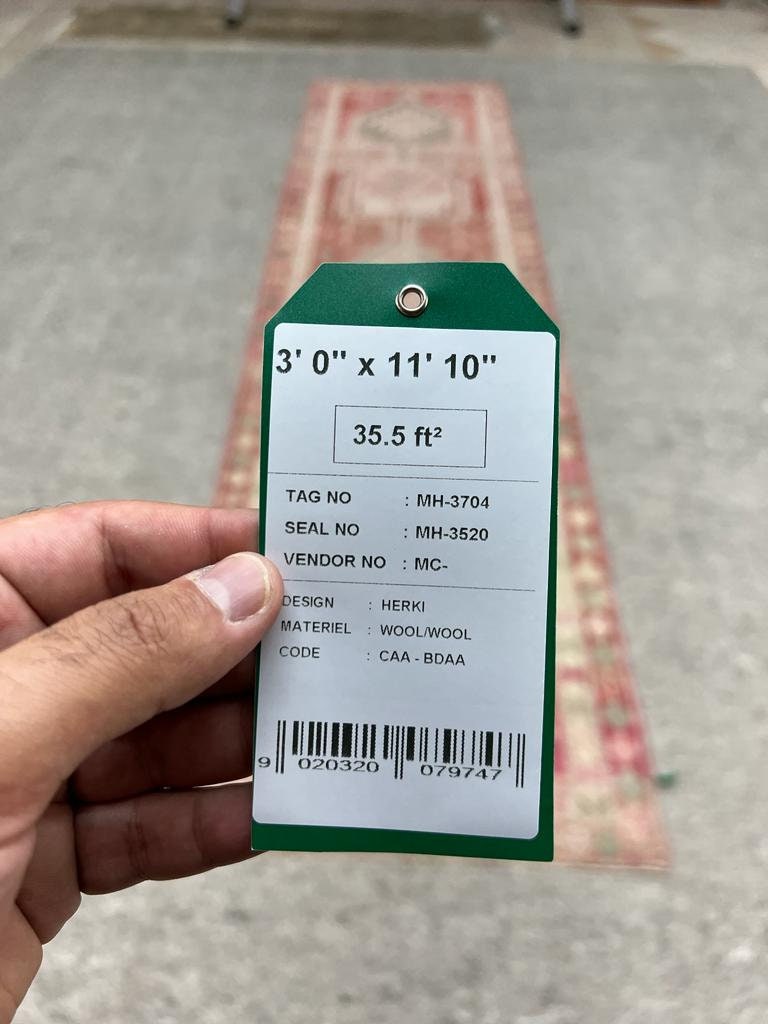 3' 0" x 11' 10"
35.5 ft²
TAG NO : MH-3704
SEAL NO : MH-3520
VENDOR NO : MC-
DESIGN : HERKI
MATERIEL : WOOL/WOOL
CODE : CAA - BDAA
9 020320 079747